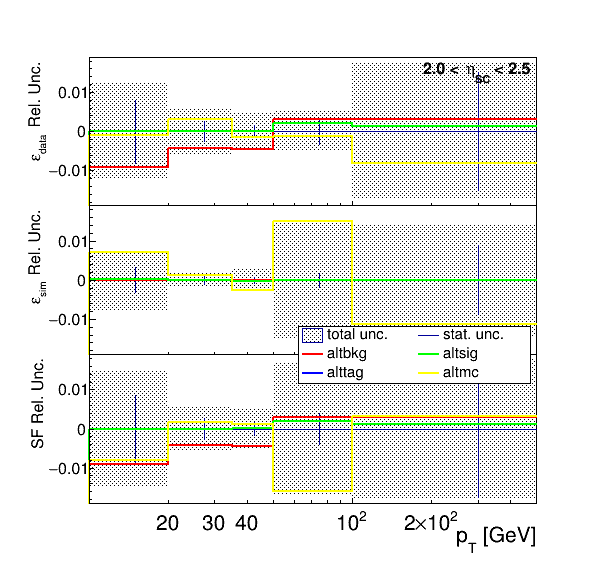 2.0 < η_SC < 2.5
ε_data Rel. Unc.
0.01
0
−0.01
ε_sim Rel. Unc.
0.01
0
−0.01
total unc. stat. unc.
altbkg altsig
alttag altmc
SF Rel. Unc.
0.01
0
−0.01
20 30 40 10² 2×10²
p_T [GeV]